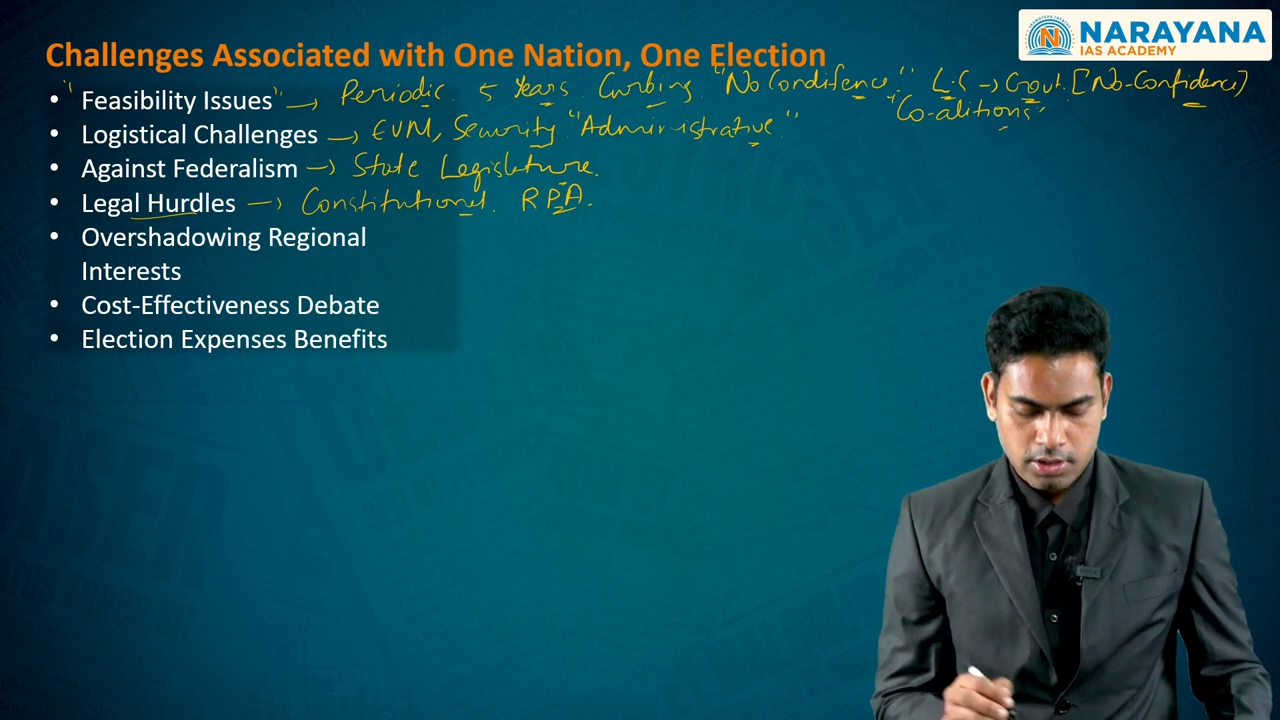 NARAYANA
IAS ACADEMY
Challenges Associated with One Nation, One Election
• "Feasibility Issues" → Periodic. 5 Years. Curbing "No Condifence." L.S → Govt. [No-Confidence]
"Co-alitions"
• Logistical Challenges → EVM, Security "Administrative."
• Against Federalism → State Legislature.
• Legal Hurdles → Constitutional. RPA.
• Overshadowing Regional
Interests
• Cost-Effectiveness Debate
• Election Expenses Benefits